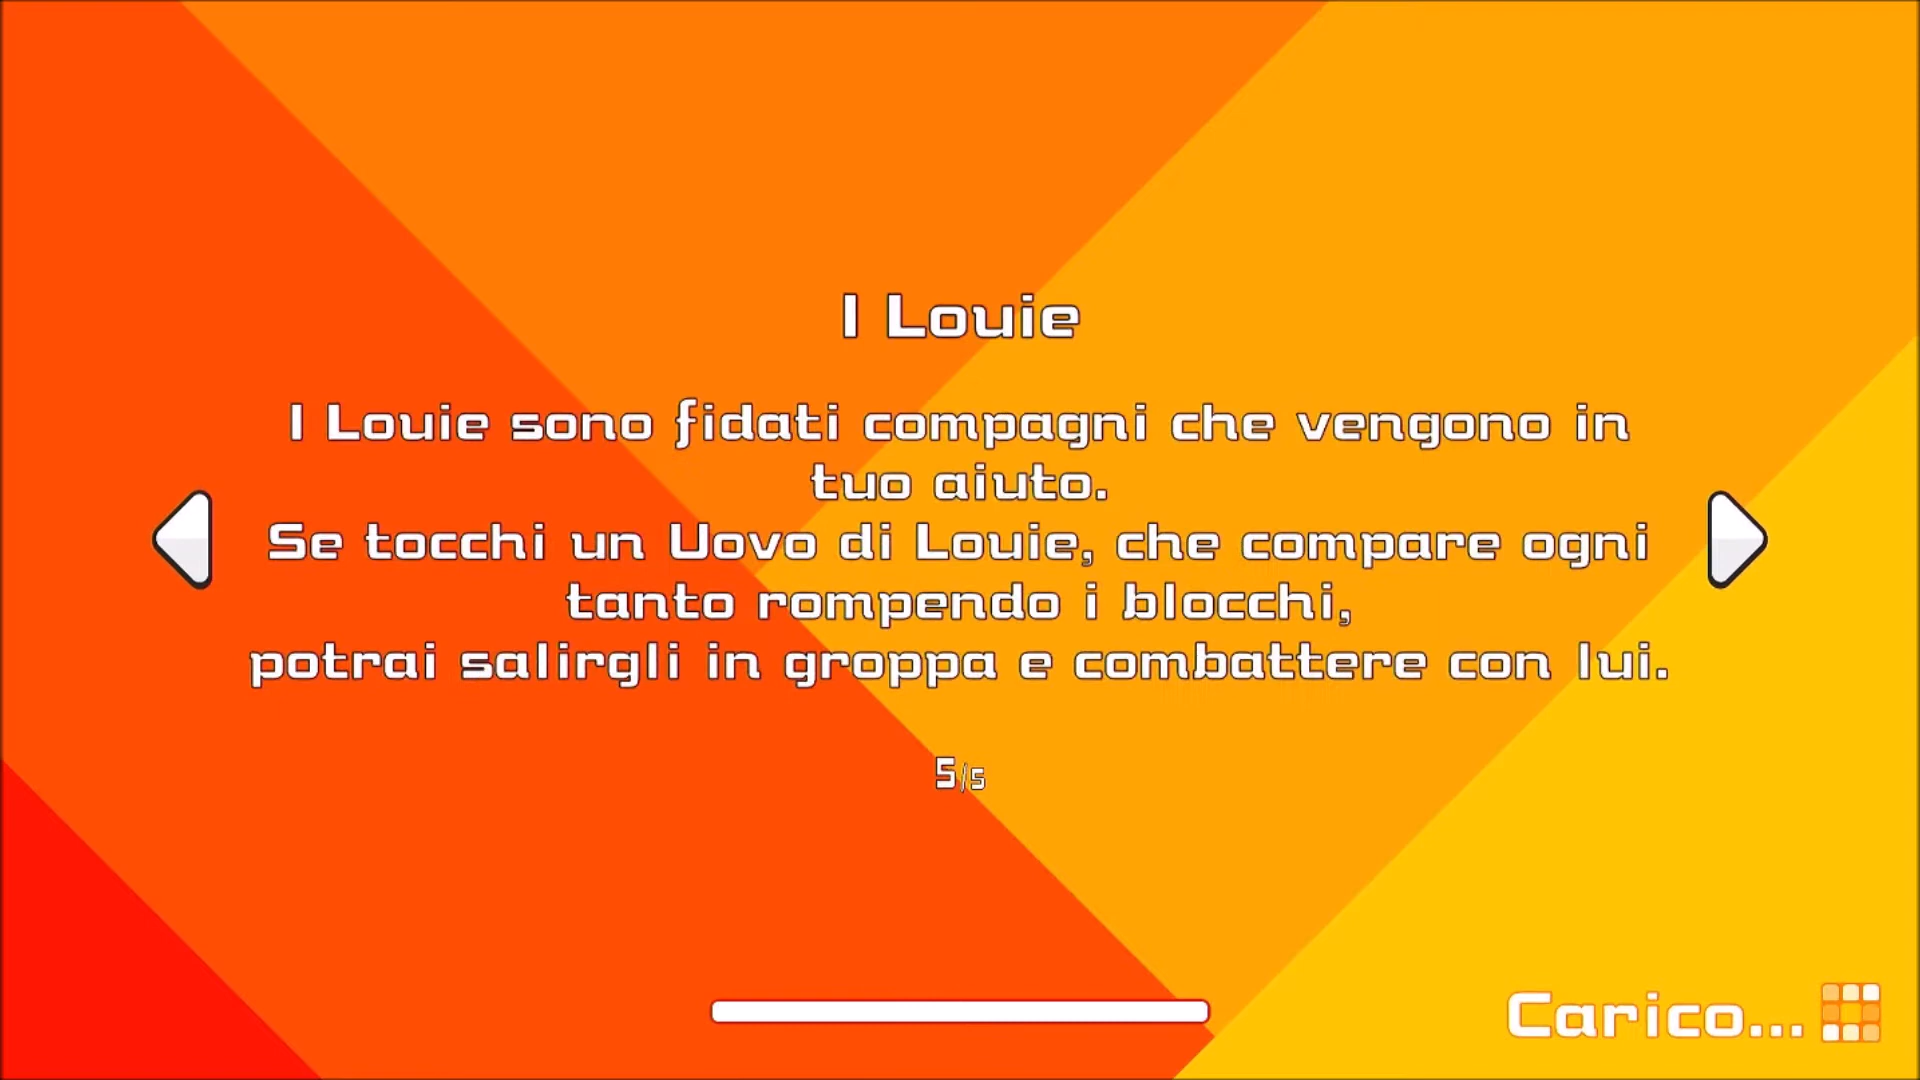 I Louie
I Louie sono fidati compagni che vengono in
tuo aiuto.
Se tocchi un Uovo di Louie, che compare ogni
tanto rompendo i blocchi,
potrai salirgli in groppa e combattere con lui.
5/5
Carico...